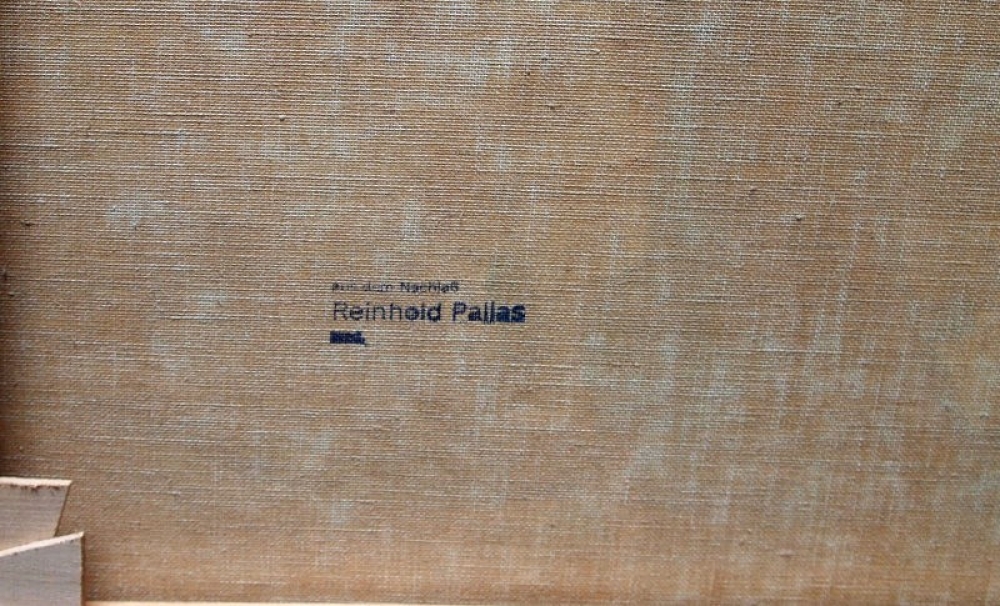 aus dem Nachlaß
Reinhold Pallas